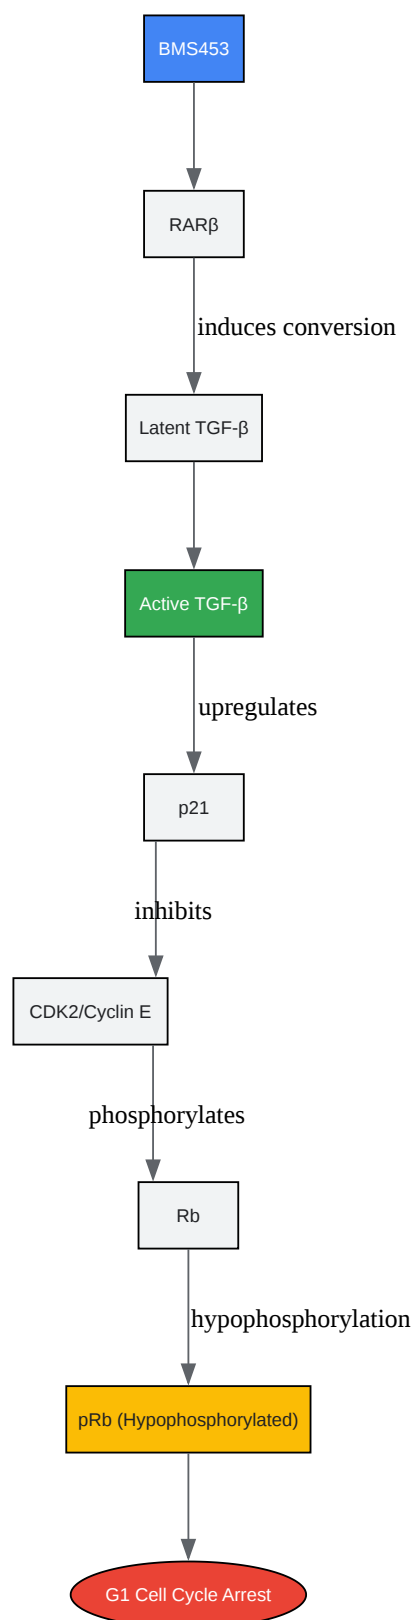 BMS453
RARβ
induces conversion
Latent TGF-β
Active TGF-β
upregulates
p21
inhibits
CDK2/Cyclin E
phosphorylates
Rb
hypophosphorylation
pRb (Hypophosphorylated)
G1 Cell Cycle Arrest